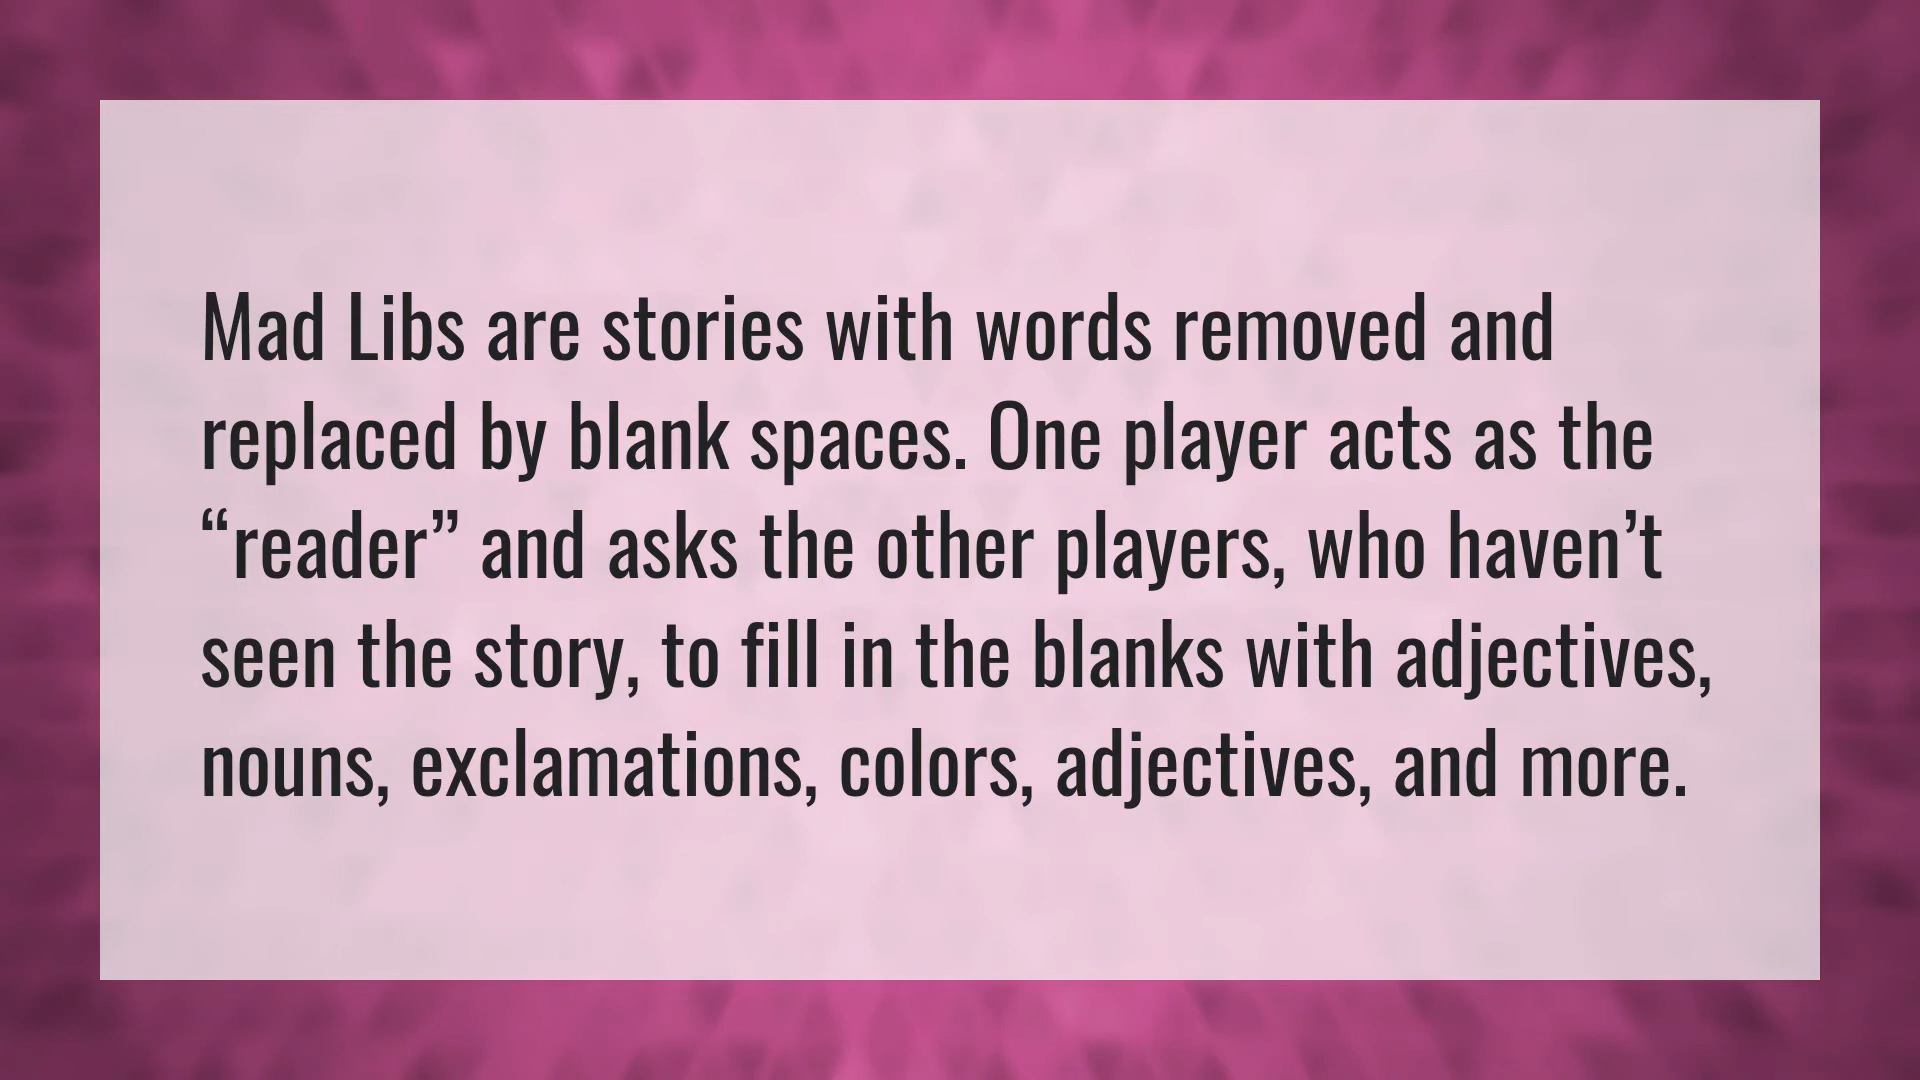 Mad Libs are stories with words removed and
replaced by blank spaces. One player acts as the
“reader” and asks the other players, who haven’t
seen the story, to fill in the blanks with adjectives,
nouns, exclamations, colors, adjectives, and more.